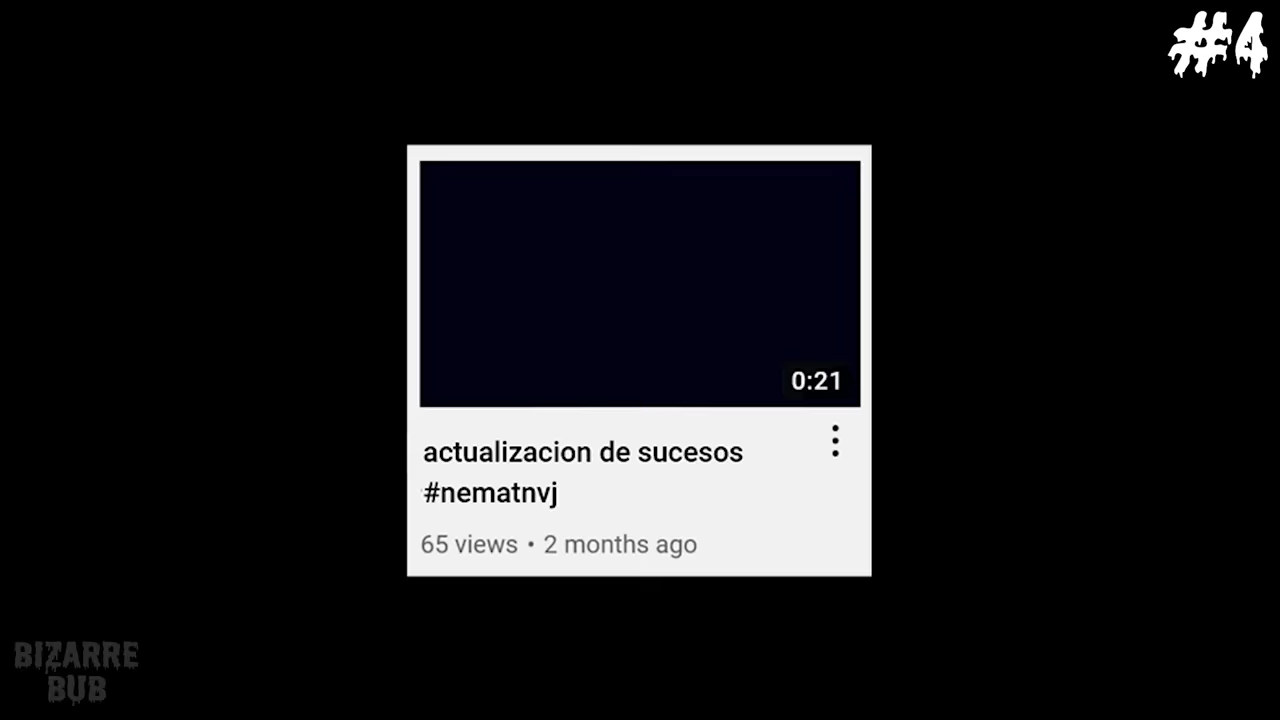 #4
0:21
actualizacion de sucesos
#nematnvj
65 views • 2 months ago
BIZARRE
BUB